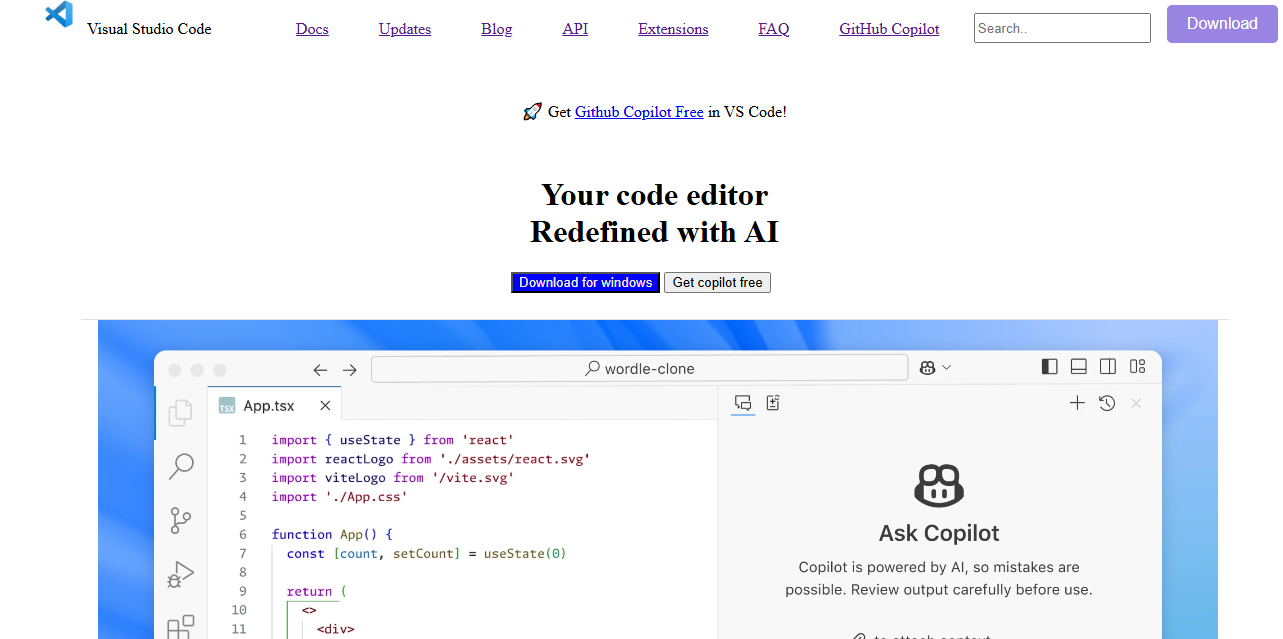 Visual Studio Code Docs Updates Blog API Extensions FAQ GitHub Copilot Search.. Download
🚀 Get Github Copilot Free in VS Code!
Your code editor
Redefined with AI
Download for windows Get copilot free
wordle-clone
TSX App.tsx
1 import { useState } from 'react'
2 import reactLogo from './assets/react.svg'
3 import viteLogo from '/vite.svg'
4 import './App.css'
5
6 function App() {
7 const [count, setCount] = useState(0)
8
9 return (
10 <>
11 <div>
Ask Copilot
Copilot is powered by AI, so mistakes are
possible. Review output carefully before use.
to attach context